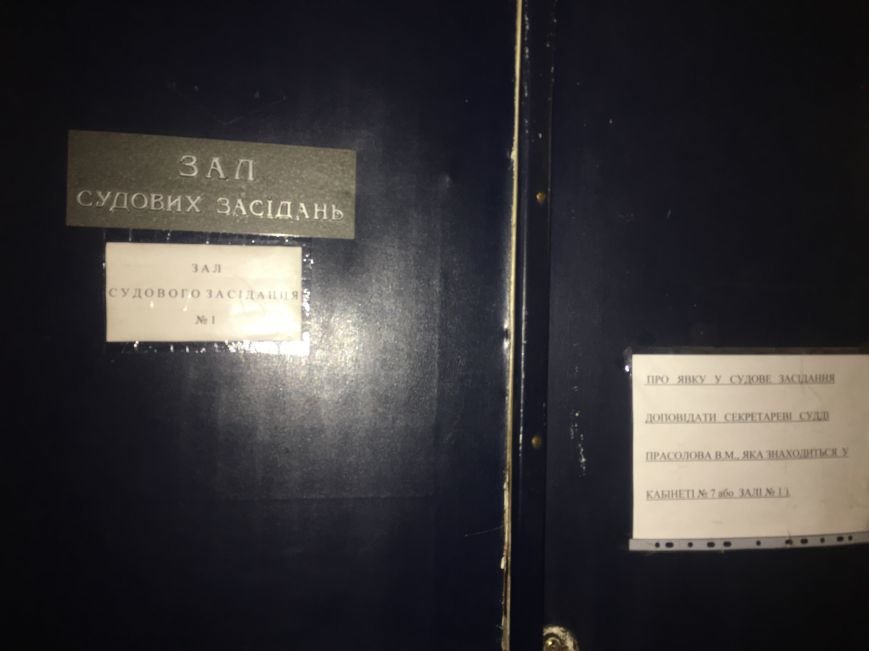 ЗАЛ
СУДОВИХ ЗАСІДАНЬ
ЗАЛ
СУДОВОГО ЗАСІДАННЯ
№ 1
ПРО ЯВКУ У СУДОВЕ ЗАСІДАННЯ
ДОПОВІДАТИ СЕКРЕТАРЕВІ СУДДІ
ПРАСОЛОВА В.М., ЯКА ЗНАХОДИТЬСЯ У
КАБІНЕТІ № 7 або ЗАЛІ № 1 ).